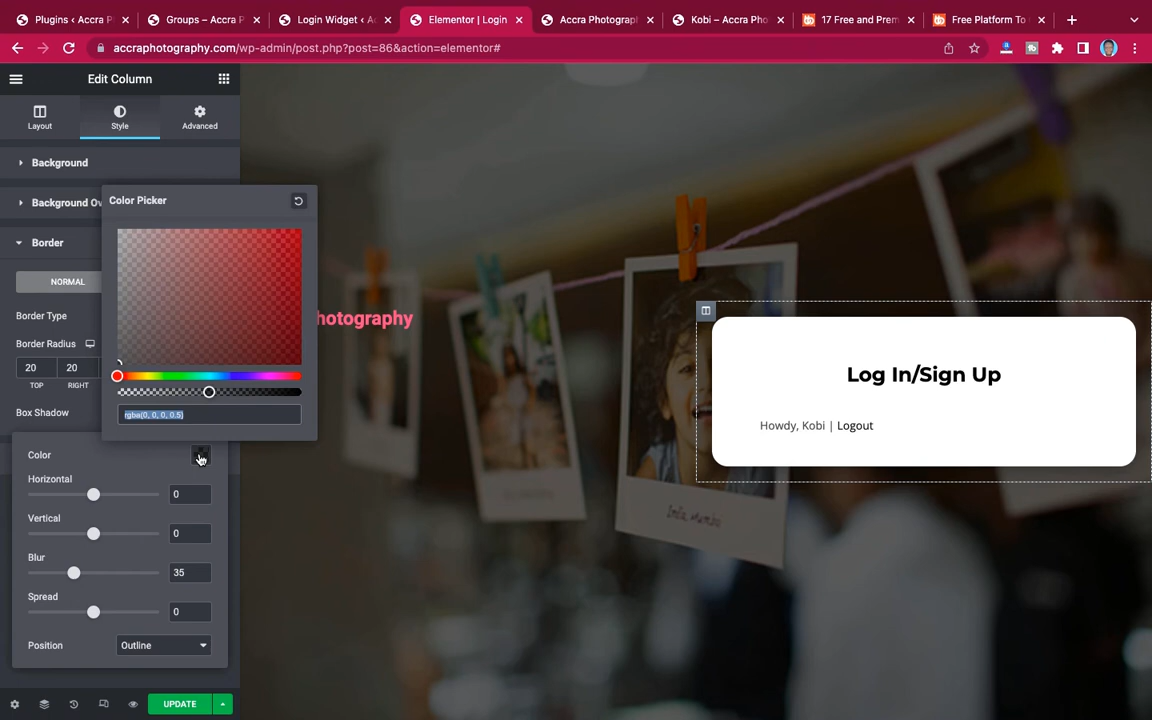 Plugins ‹ Accra P
Groups – Accra P
Login Widget ‹ Ac
Elementor | Login
Accra Photograph
Kobi – Accra Pho
17 Free and Prem
Free Platform To
accraphotography.com/wp-admin/post.php?post=86&action=elementor#
Edit Column
Layout
Style
Advanced
Background
Background Ov
Color Picker
Border
NORMAL
Border Type
Border Radius
20
20
TOP
RIGHT
Box Shadow
rgba(0, 0, 0, 0.5)
Color
Horizontal
0
Vertical
0
Blur
35
Spread
0
Position
Outline
UPDATE
hotography
Log In/Sign Up
Howdy, Kobi | Logout